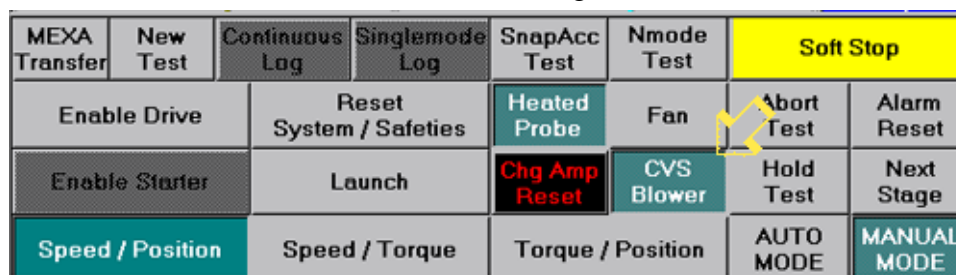 MEXA Transfer
New Test
Continuous Log
Singlemode Log
SnapAcc Test
Nmode Test
Soft Stop
Enable Drive
Reset System / Safeties
Heated Probe
Fan
Abort Test
Alarm Reset
Enable Starter
Launch
Chg Amp Reset
CVS Blower
Hold Test
Next Stage
Speed / Position
Speed / Torque
Torque / Position
AUTO MODE
MANUAL MODE